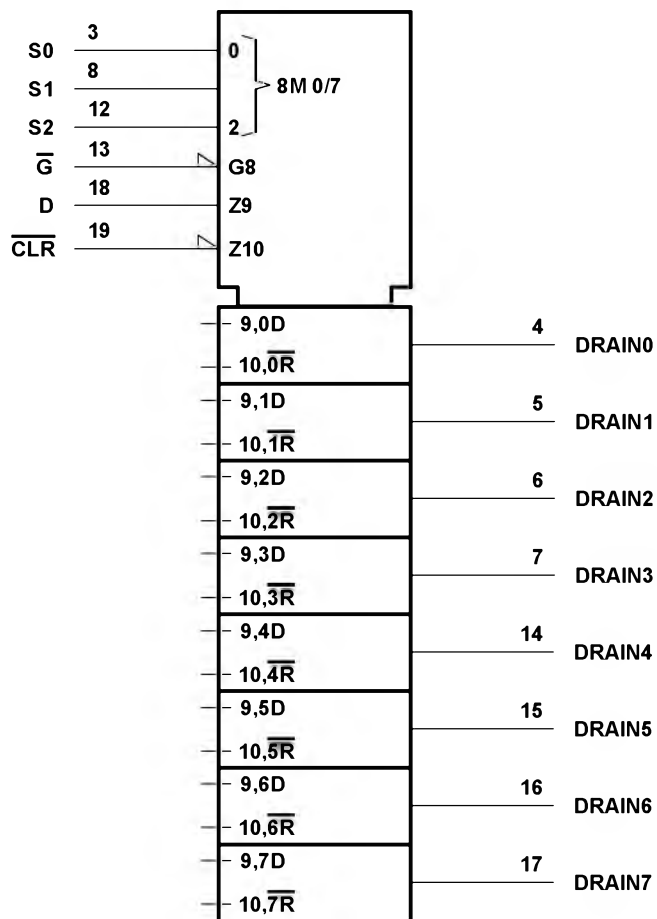 3
S0 0
8
S1 8M 0/7
12
S2 2
13
G̅ G8
18
D Z9
19
C̅L̅R̅ Z10
9,0D 4
DRAIN0
10,0R̅
9,1D 5
DRAIN1
10,1R̅
9,2D 6
DRAIN2
10,2R̅
9,3D 7
DRAIN3
10,3R̅
9,4D 14
DRAIN4
10,4R̅
9,5D 15
DRAIN5
10,5R̅
9,6D 16
DRAIN6
10,6R̅
9,7D 17
DRAIN7
10,7R̅